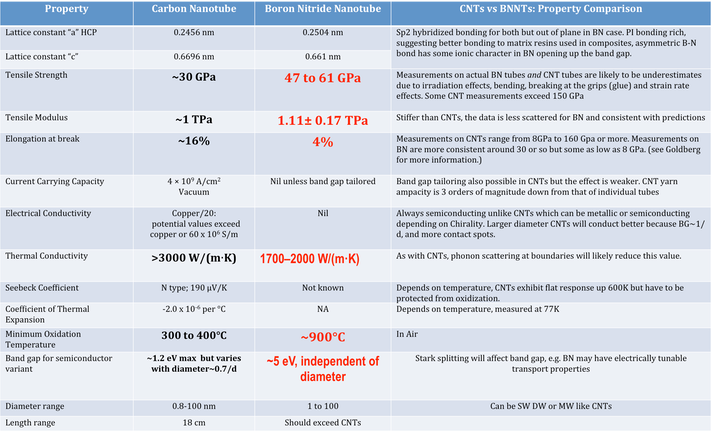 Property Carbon Nanotube Boron Nitride Nanotube CNTs vs BNNTs: Property Comparison
Lattice constant "a" HCP 0.2456 nm 0.2504 nm Sp2 hybridized bonding for both but out of plane in BN case. PI bonding rich,
suggesting better bonding to matrix resins used in composites, asymmetric B-N
bond has some ionic character in BN opening up the band gap.
Lattice constant "c" 0.6696 nm 0.661 nm
Tensile Strength ~30 GPa 47 to 61 GPa Measurements on actual BN tubes and CNT tubes are likely to be underestimates
due to irradiation effects, bending, breaking at the grips (glue) and strain rate
effects. Some CNT measurements exceed 150 GPa
Tensile Modulus ~1 TPa 1.11± 0.17 TPa Stiffer than CNTs, the data is less scattered for BN and consistent with predictions
Elongation at break ~16% 4% Measurements on CNTs range from 8GPa to 160 Gpa or more. Measurements on
BN are more consistent around 30 or so but some as low as 8 GPa. (see Goldberg
for more information.)
Current Carrying Capacity 4 × 10⁹ A/cm² Nil unless band gap tailored Band gap tailoring also possible in CNTs but the effect is weaker. CNT yarn
Vacuum ampacity is 3 orders of magnitude down from that of individual tubes
Electrical Conductivity Copper/20: Nil Always semiconducting unlike CNTs which can be metallic or semiconducting
potential values exceed depending on Chirality. Larger diameter CNTs will conduct better because BG~1/
copper or 60 x 10⁶ S/m d, and more contact spots.
Thermal Conductivity >3000 W/(m·K) 1700–2000 W/(m·K) As with CNTs, phonon scattering at boundaries will likely reduce this value.
Seebeck Coefficient N type; 190 μV/K Not known Depends on temperature, CNTs exhibit flat response up 600K but have to be
protected from oxidization.
Coefficient of Thermal -2.0 x 10⁻⁶ per °C NA Depends on temperature, measured at 77K
Expansion
Minimum Oxidation 300 to 400°C ~900°C In Air
Temperature
Band gap for semiconductor ~1.2 eV max but varies ~5 eV, independent of Stark splitting will affect band gap, e.g. BN may have electrically tunable
variant with diameter~0.7/d diameter transport properties
Diameter range 0.8-100 nm 1 to 100 Can be SW DW or MW like CNTs
Length range 18 cm Should exceed CNTs